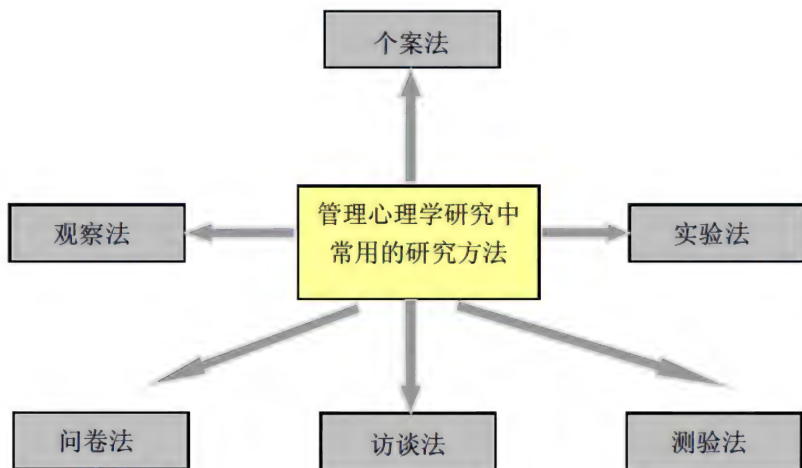 个案法
观察法
管理心理学研究中
常用的研究方法
实验法
问卷法
访谈法
测验法